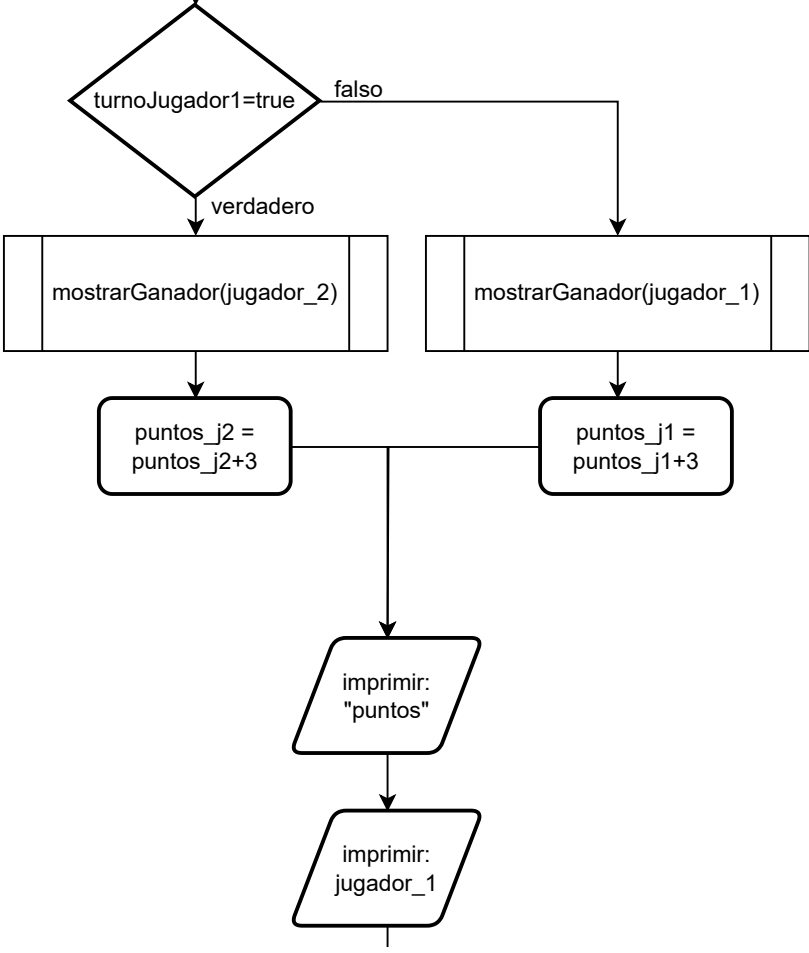 turnoJugador1=true
falso
verdadero
mostrarGanador(jugador_2)
mostrarGanador(jugador_1)
puntos_j2 =
puntos_j2+3
puntos_j1 =
puntos_j1+3
imprimir:
"puntos"
imprimir:
jugador_1